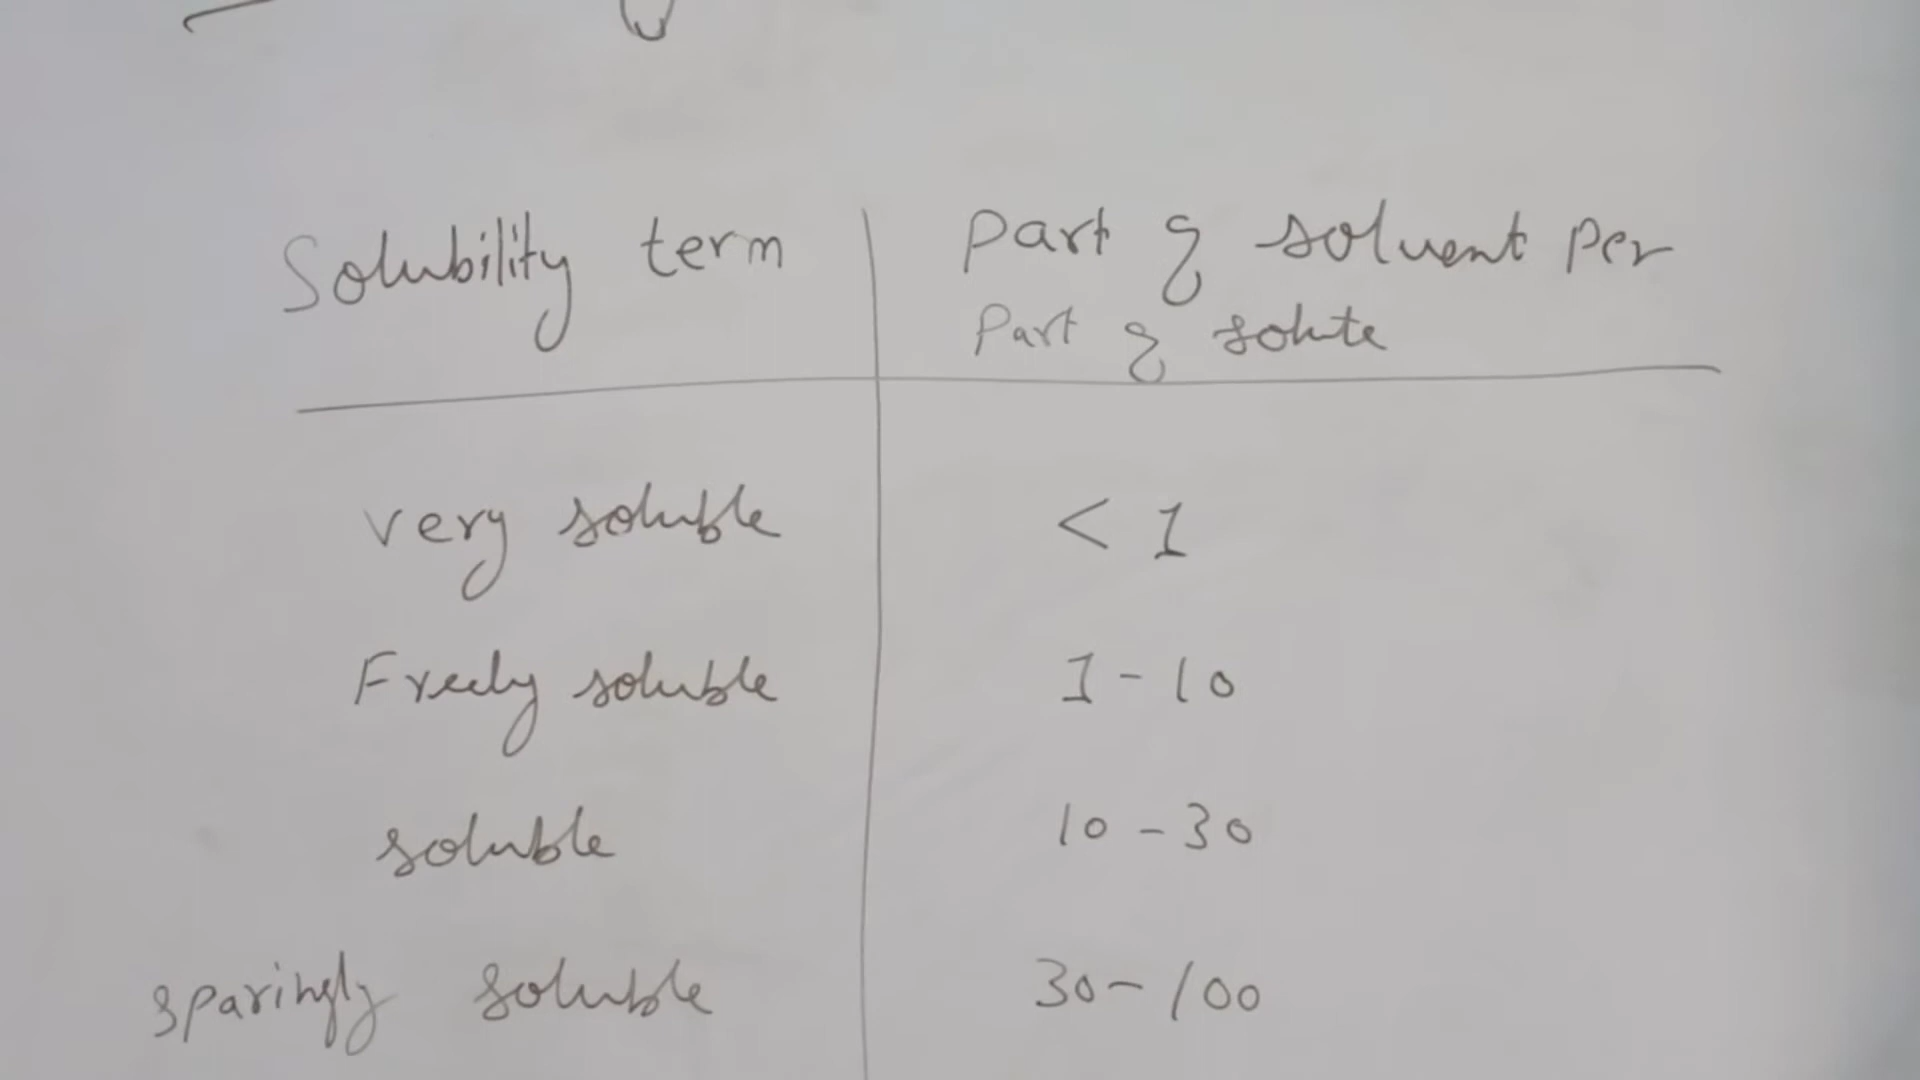 Solubility term | Part of solvent per
Part of solute
very soluble | < 1
Freely soluble | 1 - 10
soluble | 10 - 30
sparingly soluble | 30 - 100